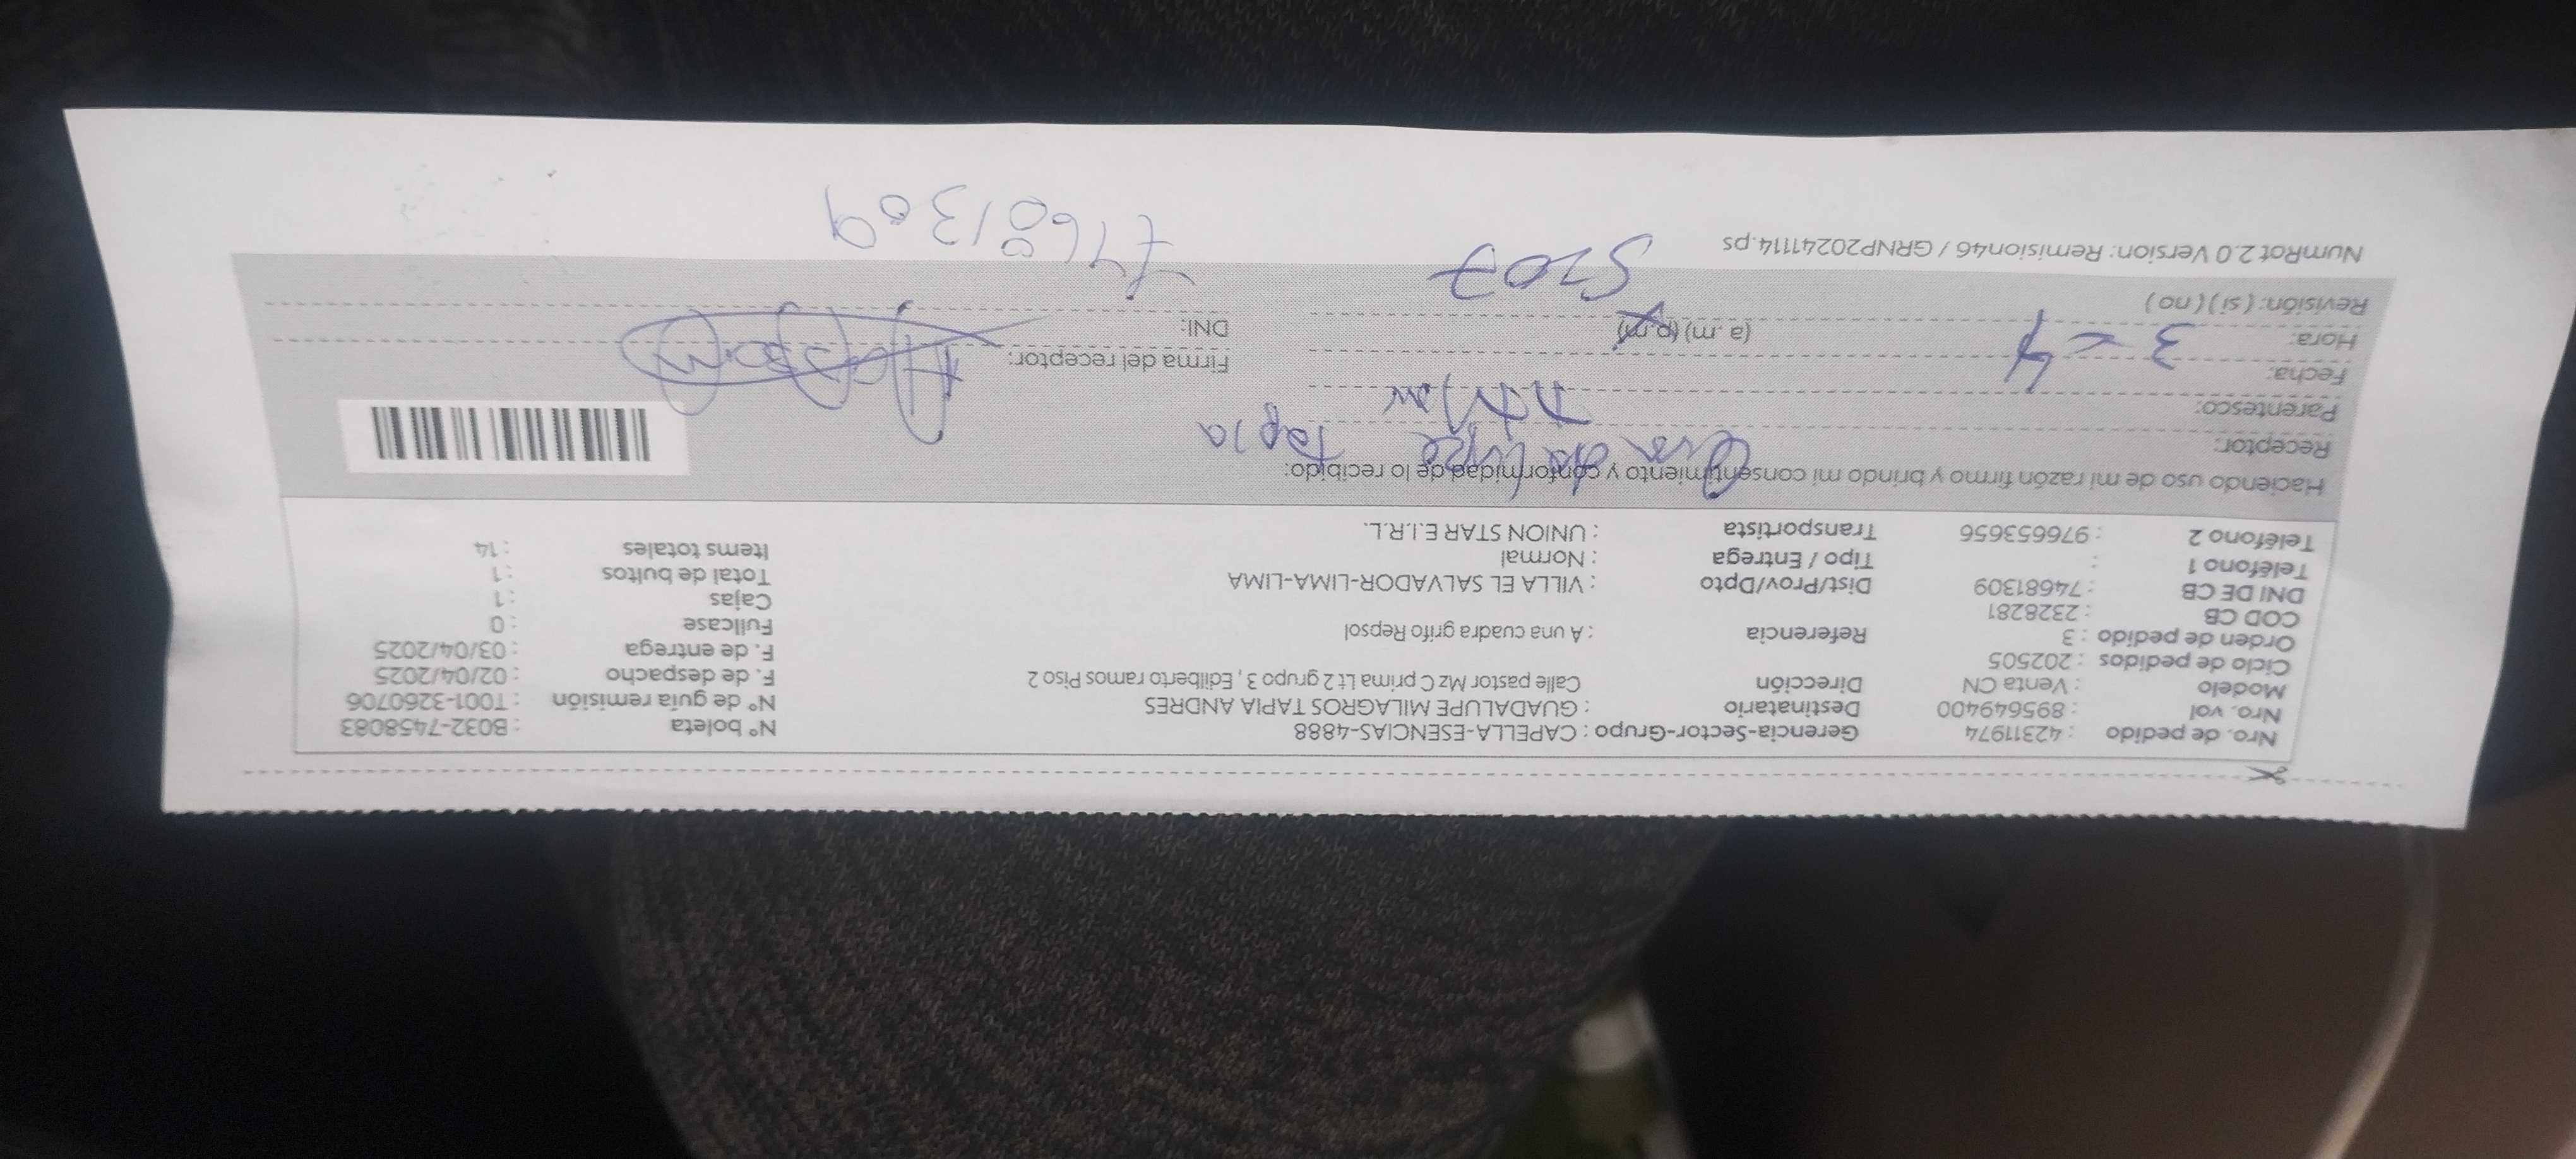 Nro. de pedido : 42311974 Gerencia-Sector-Grupo : CAPELLA-ESENCIAS-4888 N° boleta : B032-7458083
Nro. vol : 895649400 Destinatario : GUADALUPE MILAGROS TAPIA ANDRES N° de guía remisión : T001-3260706
Modelo : Venta CN Dirección Calle pastor Mz C prima Lt 2 grupo 3 , Edilberto ramos Piso 2 F. de despacho : 02/04/2025
Ciclo de pedidos : 202505 F. de entrega : 03/04/2025
Orden de pedido : 3 Referencia : A una cuadra grifo Repsol Fullcase : 0
COD CB : 2328281 Cajas : 1
DNI DE CB : 74681309 Dist/Prov/Dpto : VILLA EL SALVADOR-LIMA-LIMA Total de bultos : 1
Teléfono 1 : Tipo / Entrega : Normal Items totales : 14
Teléfono 2 : 976653656 Transportista : UNION STAR E.I.R.L.
Haciendo uso de mi razón firmo y brindo mi consentimiento y conformidad de lo recibido:
Receptor: Guadalupe Tapia
Parentesco:
Fecha: 3 - 4 Firma del receptor:
Hora: (a .m) (p.m) DNI:
Revisión: ( si ) ( no ) 74681309
NumRot 2.0 Version: Remision46 / GRNP20241114.ps